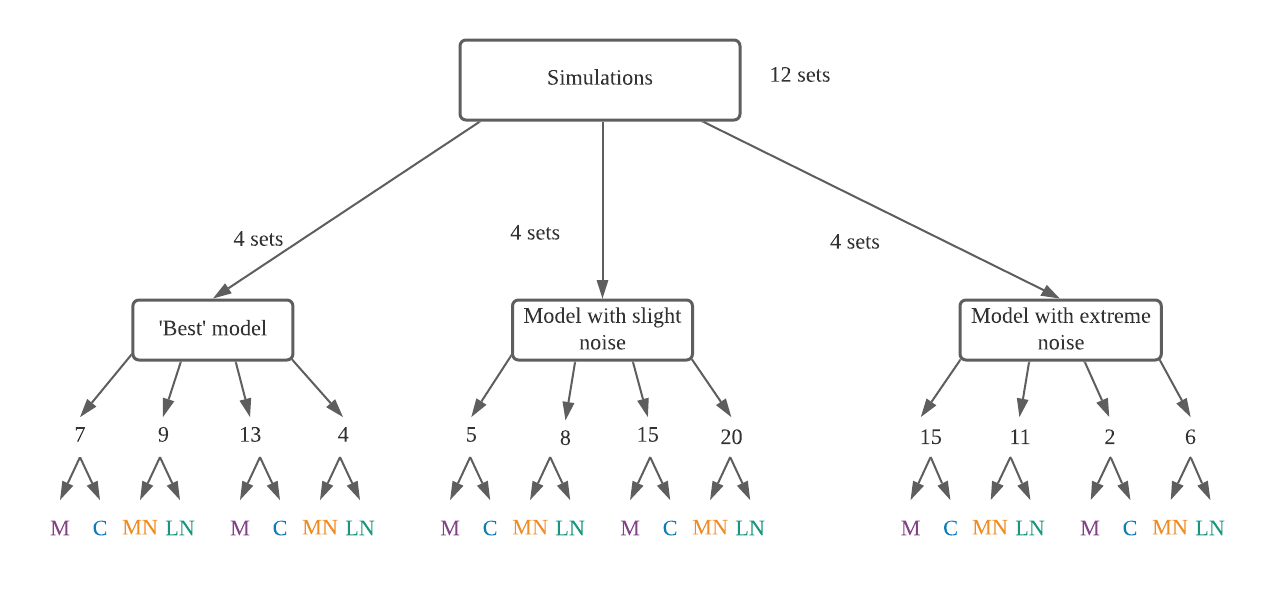 Simulations
12 sets
4 sets
4 sets
4 sets
'Best' model
Model with slight
noise
Model with extreme
noise
7 9 13 4 5 8 15 20 15 11 2 6
M C MN LN M C MN LN M C MN LN M C MN LN M C MN LN M C MN LN